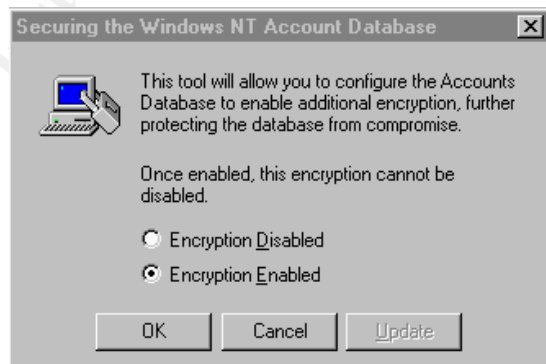 Securing the Windows NT Account Database
This tool will allow you to configure the Accounts
Database to enable additional encryption, further
protecting the database from compromise.
Once enabled, this encryption cannot be
disabled.
Encryption Disabled
Encryption Enabled
OK Cancel Update